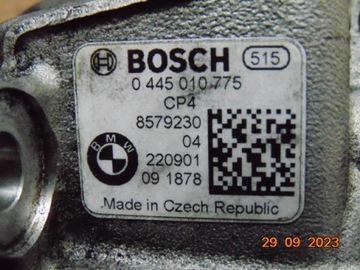 BOSCH 515
0 445 010 775
CP4
8579230
04
BMW
220901
09 1878
Made in Czech Republic
29 09 2023